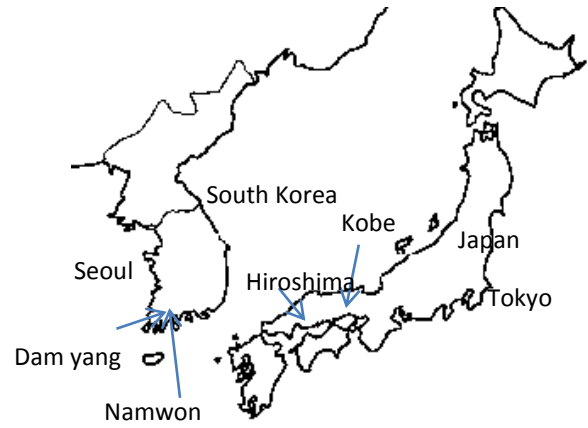 South Korea
Kobe
Japan
Seoul
Hiroshima
Tokyo
Dam yang
Namwon